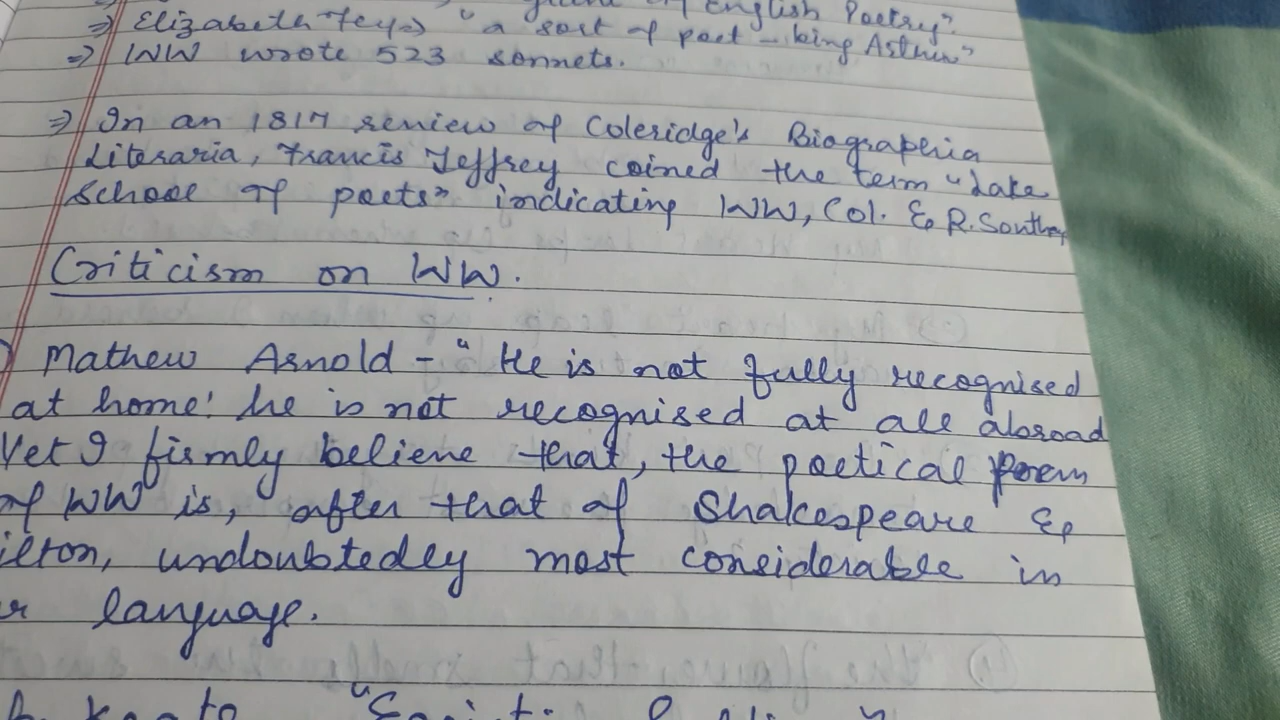 English Poetry".
⇒ Elizabeth "a sort of poet - king Arthur"
⇒ WW wrote 523 sonnets.
⇒ In an 1817 review of Coleridge's Biographia
Literaria, Francis Jeffrey coined the term "Lake
School of poets" indicating WW, Col. & R. Southey
Criticism on WW.
Mathew Arnold - "He is not fully recognised
at home; he is not recognised at all abroad
Yet I firmly believe that, the poetical Poem
of WW is, after that of Shakespeare &
ilton, undoubtedly most considerable in
r language.